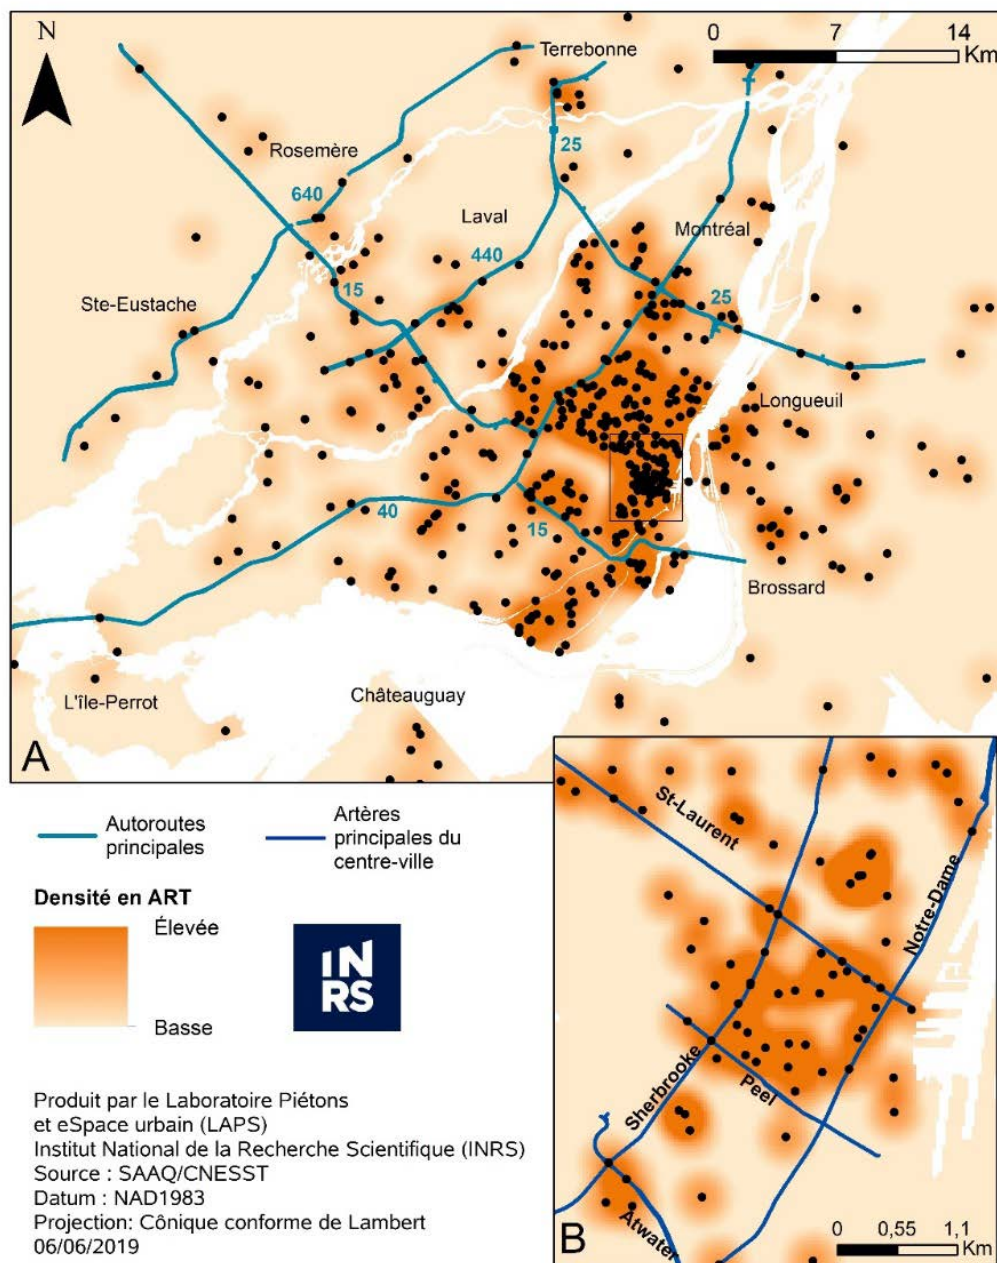 N
0 7 14
Km
Terrebonne
25
Rosemère
640
Laval
Montréal
440
15
25
Ste-Eustache
Longueuil
40
15
Brossard
L'île-Perrot
Châteauguay
A
St-Laurent
Notre-Dame
Sherbrooke
Peel
Atwater
B
0 0,55 1,1
Km
Autoroutes
principales
Artères
principales du
centre-ville
Densité en ART
Élevée
Basse
INRS
Produit par le Laboratoire Piétons
et eSpace urbain (LAPS)
Institut National de la Recherche Scientifique (INRS)
Source : SAAQ/CNESST
Datum : NAD1983
Projection: Cônique conforme de Lambert
06/06/2019